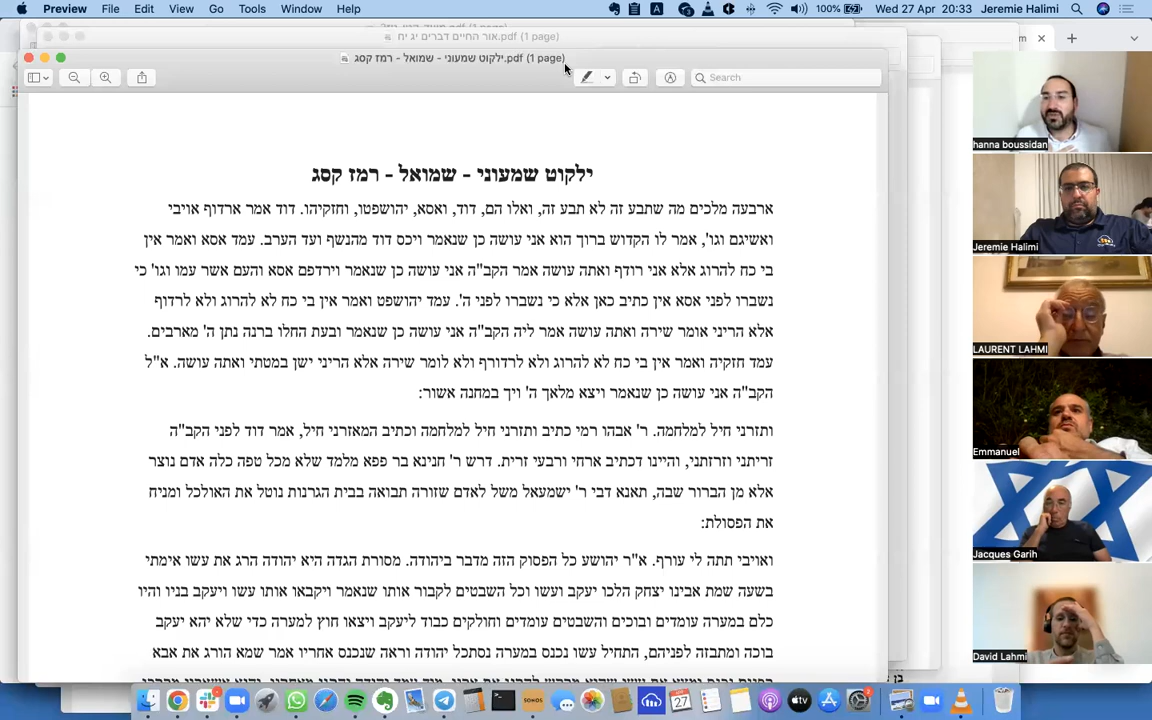 Preview File Edit View Go Tools Window Help
100% Wed 27 Apr 20:33 Jeremie Halimi
אור החיים דברים יג יח.pdf (1 page)
ילקוט שמעוני - שמואל - רמז קסג.pdf (1 page)
Search
ילקוט שמעוני - שמואל - רמז קסג
ארבעה מלכים מה שתבע זה לא תבע זה, ואלו הם, דוד, ואסא, יהושפט, וחזקיהו. דוד אמר ארדוף אויבי
ואשיגם וגו', אמר לו הקדוש ברוך הוא אני עושה כן שנאמר ויכס דוד מהנשף ועד הערב. עמד אסא ואמר אין
בי כח להרוג אלא אני רודף ואתה עושה אמר הקב"ה אני עושה כן שנאמר וירדפם אסא והעם אשר עמו וגו' כי
נשברו לפני אסא אין כתיב כאן אלא כי נשברו לפני ה'. עמד יהושפט ואמר אין בי כח לא להרוג ולא לרדוף
אלא הריני אומר שירה ואתה עושה אמר ליה הקב"ה אני עושה כן שנאמר ובעת החלו ברנה נתן ה' מארבים.
עמד חזקיה ואמר אין בי כח לא להרוג ולא לרדורף ולא לומר שירה אלא הריני ישן במטתי ואתה עושה. א"ל
הקב"ה אני עושה כן שנאמר ויצא מלאך ה' ויך במחנה אשור:
ותזרני חיל למלחמה. ר' אבהו רמי כתיב ותזרני חיל למלחמה וכתיב המאזרני חיל, אמר דוד לפני הקב"ה
זריתני וזרזתני, והיינו דכתיב ארחי ורבעי זרית. דרש ר' חנינא בר פפא מלמד שלא מכל טפה כלה אדם נוצר
אלא מן הברור שבה, תאנא דבי ר' ישמעאל משל לאדם שזורה תבואה בבית הגרנות נוטל את האולכל ומניח
את הפסולת:
ואויבי תתה לי עורף. א"ר יהושע כל הפסוק הזה מדבר ביהודה. מסורת הגדה היא יהודה הרג את עשו אימתי
בשעה שמת אבינו יצחק הלכו יעקב ועשו וכל השבטים לקבור אותו שנאמר ויקבאו אותו עשו ויעקב בניו והיו
כלם במערה עומדים ובוכים והשבטים עומדים וחולקים כבוד ליעקב ויצאו חוץ למערה כדי שלא יהא יעקב
בוכה ומתבזה לפניהם, התחיל עשו נכנס במערה נסתכל יהודה וראה שנכנס אחריו אמר שמא הורג את אבא
hanna boussidan
Jeremie Halimi
LAURENT LAHMI
Emmanuel
Jacques Garih
David Lahmi